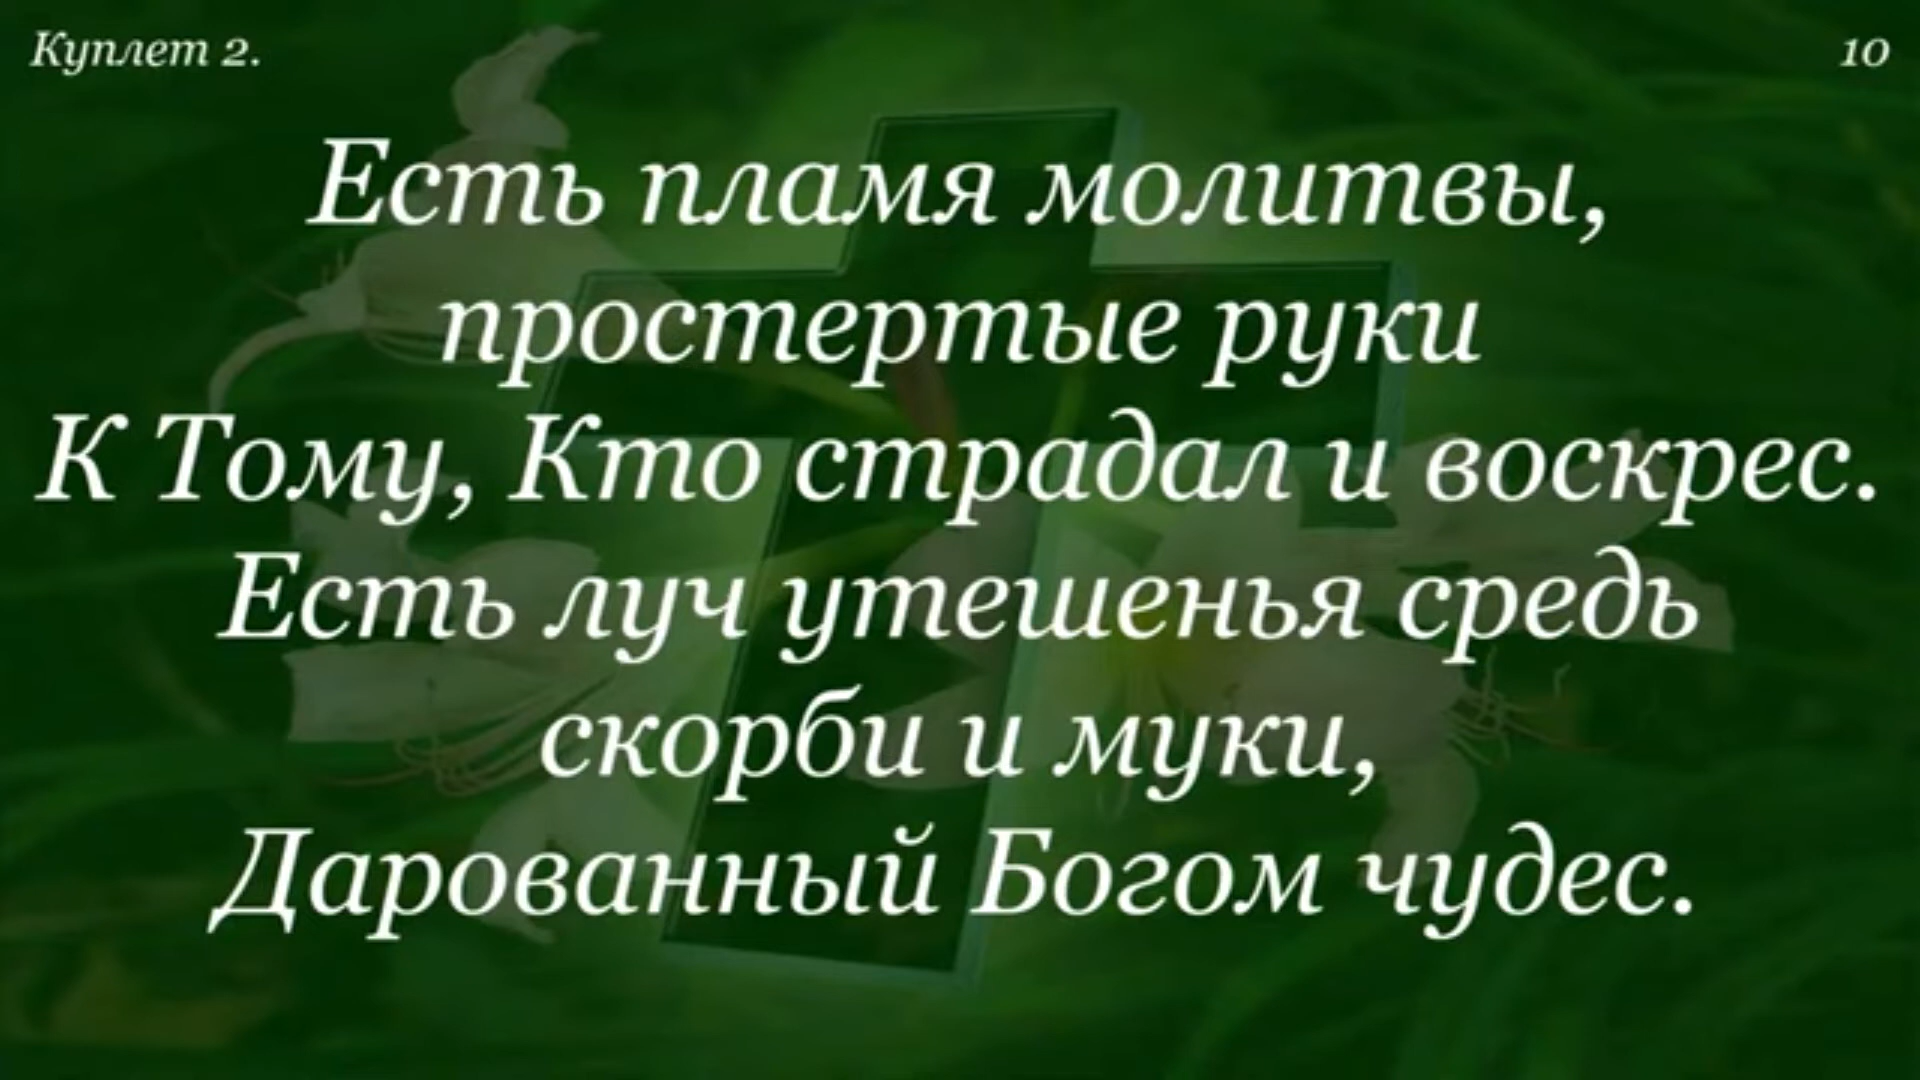 Куплет 2.
10
Есть пламя молитвы,
простертые руки
К Тому, Кто страдал и воскрес.
Есть луч утешенья средь
скорби и муки,
Дарованный Богом чудес.